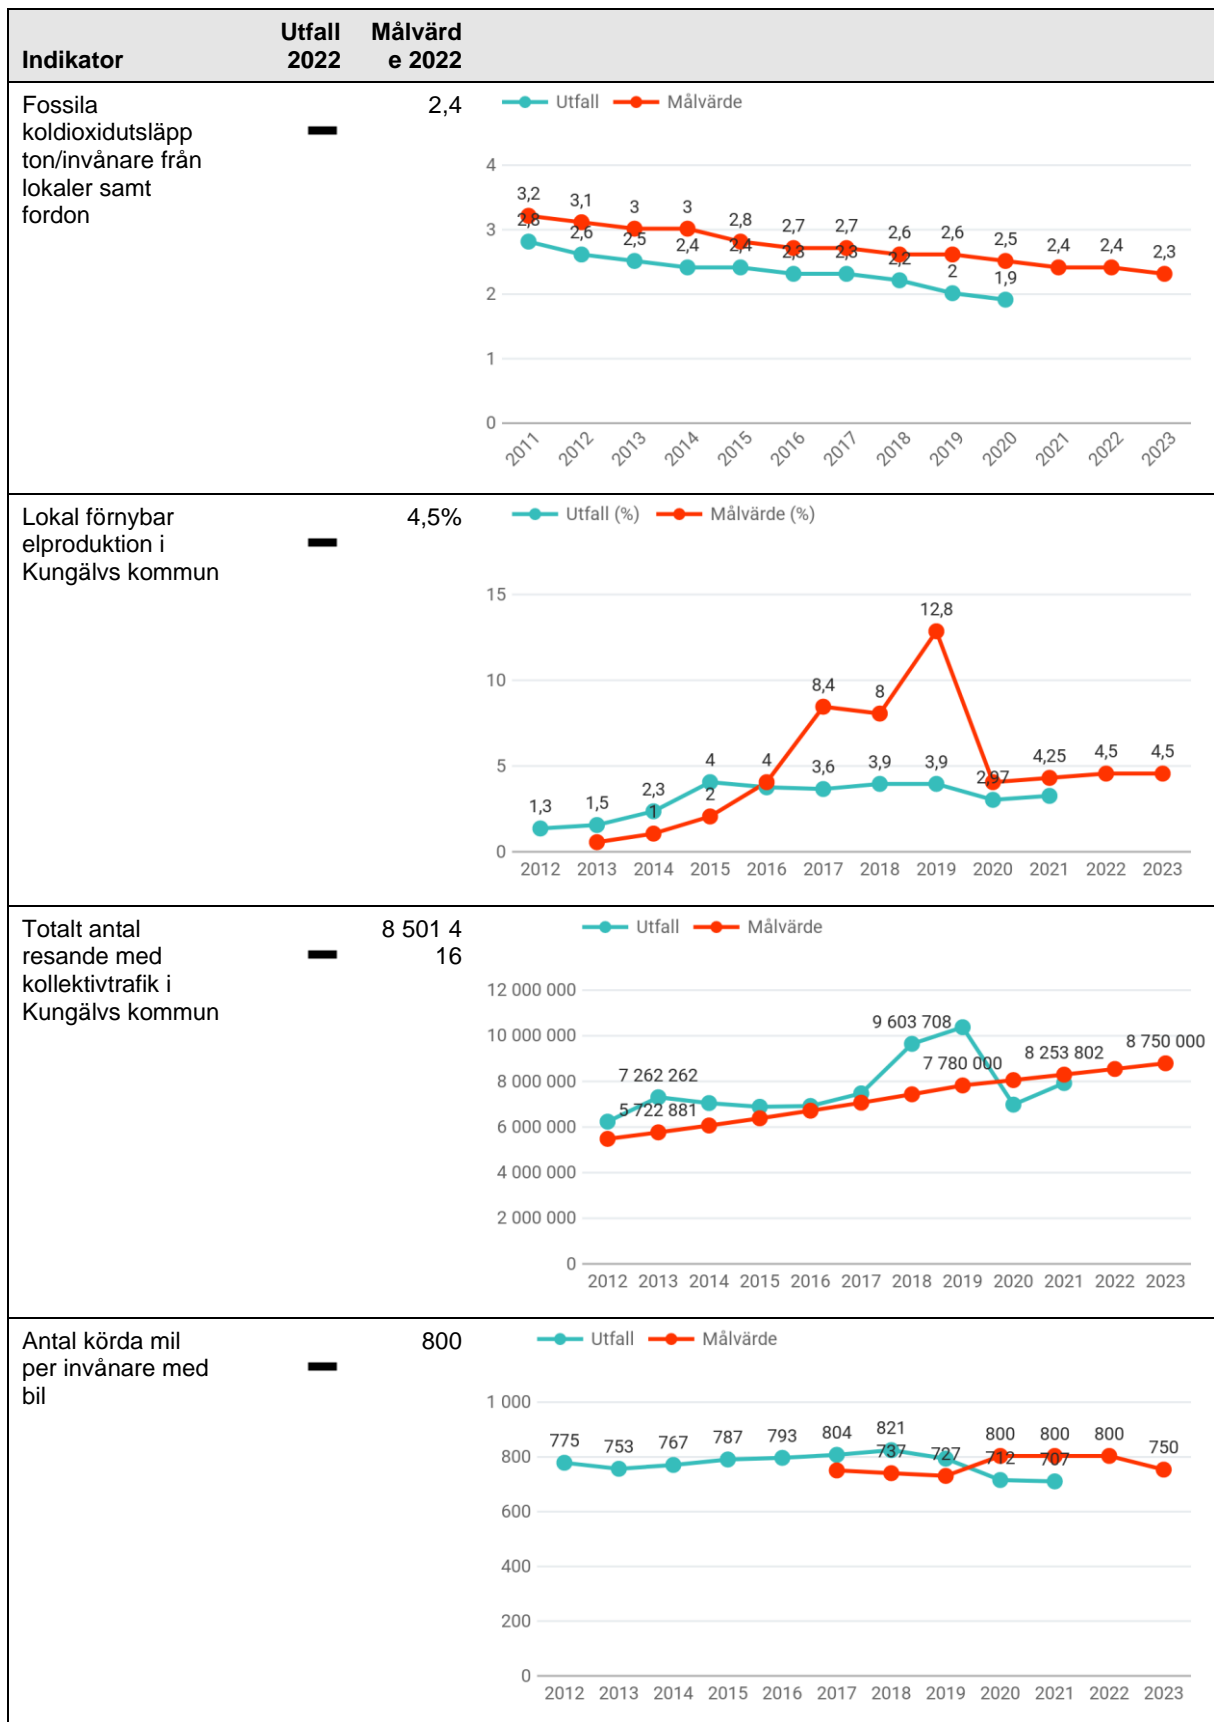 Indikator
Utfall
2022
Målvärd
e 2022
Fossila
koldioxidutsläpp
ton/invånare från
lokaler samt
fordon
2,4
Utfall Målvärde
4
3
2
1
0
3,2 3,1 3 3 2,8 2,7 2,7 2,6 2,6 2,5 2,4 2,4 2,3
2,8 2,6 2,5 2,4 2,4 2,3 2,3 2,2 2 1,9
2011 2012 2013 2014 2015 2016 2017 2018 2019 2020 2021 2022 2023
Lokal förnybar
elproduktion i
Kungälvs kommun
4,5%
Utfall (%) Målvärde (%)
15
10
5
0
1,3 1,5 2,3 4 3,6 3,9 3,9 2,97
1 2 4 8,4 8 12,8 4,25 4,5 4,5
2012 2013 2014 2015 2016 2017 2018 2019 2020 2021 2022 2023
Totalt antal
resande med
kollektivtrafik i
Kungälvs kommun
8 501 4
16
Utfall Målvärde
12 000 000
10 000 000
8 000 000
6 000 000
4 000 000
2 000 000
0
7 262 262 9 603 708
5 722 881 7 780 000 8 253 802 8 750 000
2012 2013 2014 2015 2016 2017 2018 2019 2020 2021 2022 2023
Antal körda mil
per invånare med
bil
800
Utfall Målvärde
1 000
800
600
400
200
0
775 753 767 787 793 804 821 712 707
737 727 800 800 800 750
2012 2013 2014 2015 2016 2017 2018 2019 2020 2021 2022 2023